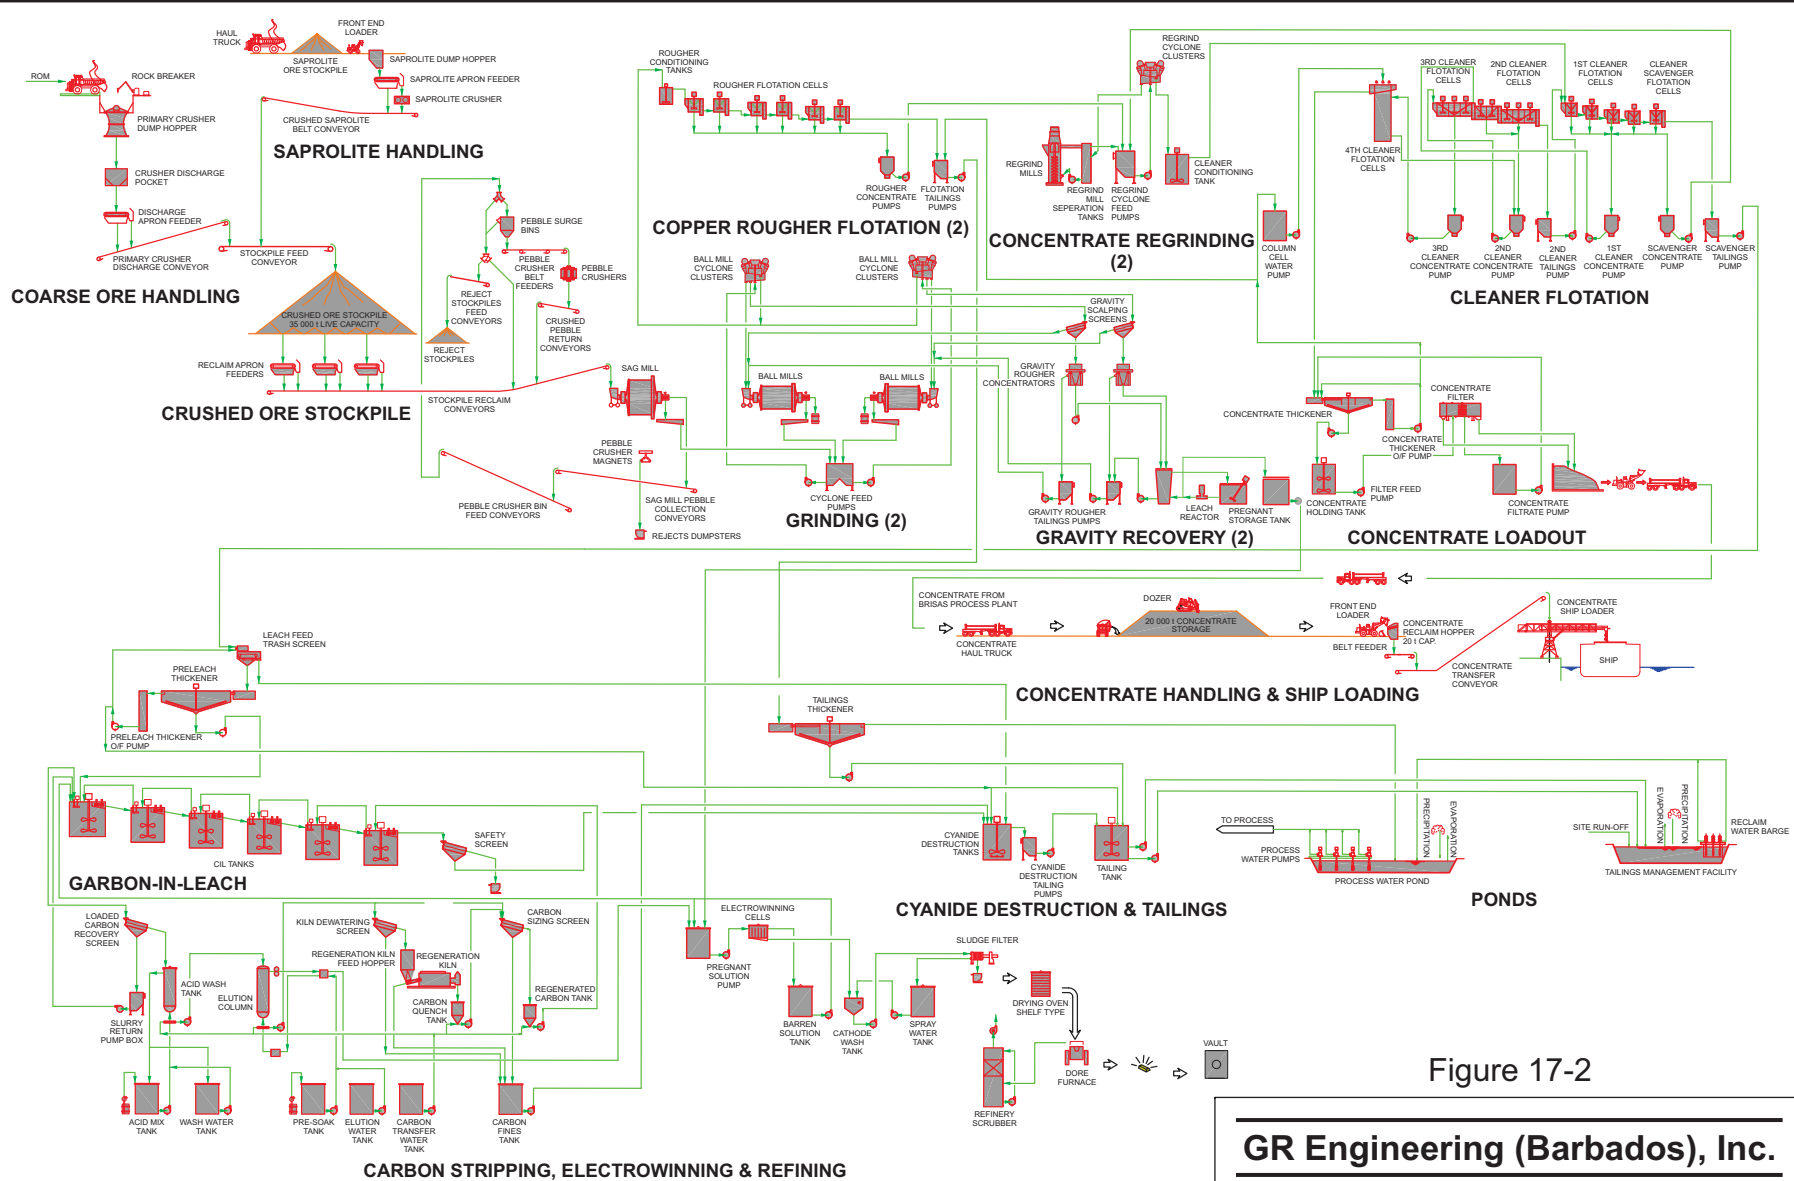 HAUL
TRUCK
FRONT END
LOADER
SAPROLITE
ORE STOCKPILE
SAPROLITE DUMP HOPPER
SAPROLITE APRON FEEDER
SAPROLITE CRUSHER
CRUSHED SAPROLITE
BELT CONVEYOR
SAPROLITE HANDLING
ROM
ROCK BREAKER
PRIMARY CRUSHER
DUMP HOPPER
CRUSHER DISCHARGE
POCKET
DISCHARGE
APRON FEEDER
PRIMARY CRUSHER
DISCHARGE CONVEYOR
STOCKPILE FEED
CONVEYOR
COARSE ORE HANDLING
CRUSHED ORE STOCKPILE
35 000 t LIVE CAPACITY
RECLAIM APRON
FEEDERS
CRUSHED ORE STOCKPILE
STOCKPILE RECLAIM
CONVEYORS
PEBBLE SURGE
BINS
PEBBLE
CRUSHER
BELT
FEEDERS
PEBBLE
CRUSHERS
REJECT
STOCKPILES
FEED
CONVEYORS
REJECT
STOCKPILES
CRUSHED
PEBBLE
RETURN
CONVEYORS
SAG MILL
PEBBLE
CRUSHER
MAGNETS
PEBBLE CRUSHER BIN
FEED CONVEYORS
SAG MILL PEBBLE
COLLECTION
CONVEYORS
REJECTS DUMPSTERS
ROUGHER
CONDITIONING
TANKS
ROUGHER FLOTATION CELLS
ROUGHER
CONCENTRATE
PUMPS
FLOTATION
TAILINGS
PUMPS
COPPER ROUGHER FLOTATION (2)
REGRIND
CYCLONE
CLUSTERS
REGRIND
MILLS
REGRIND
MILL
SEPERATION
TANKS
REGRIND
CYCLONE
FEED
PUMPS
CLEANER
CONDITIONING
TANK
CONCENTRATE REGRINDING
(2)
COLUMN
CELL
WATER
PUMP
4TH CLEANER
FLOTATION
CELLS
3RD CLEANER
FLOTATION
CELLS
2ND CLEANER
FLOTATION
CELLS
1ST CLEANER
FLOTATION
CELLS
CLEANER
SCAVENGER
FLOTATION
CELLS
3RD
CLEANER
CONCENTRATE
PUMP
2ND
CLEANER
CONCENTRATE
PUMP
2ND
CLEANER
TAILINGS
PUMP
1ST
CLEANER
CONCENTRATE
PUMP
SCAVENGER
CONCENTRATE
PUMP
SCAVENGER
TAILINGS
PUMP
CLEANER FLOTATION
BALL MILL
CYCLONE
CLUSTERS
BALL MILL
CYCLONE
CLUSTERS
BALL MILLS
BALL MILLS
CYCLONE FEED
PUMPS
GRINDING (2)
GRAVITY
SCALPING
SCREENS
GRAVITY
ROUGHER
CONCENTRATORS
GRAVITY ROUGHER
TAILINGS PUMPS
LEACH
REACTOR
PREGNANT
STORAGE TANK
GRAVITY RECOVERY (2)
CONCENTRATE THICKENER
CONCENTRATE
THICKENER
O/F PUMP
CONCENTRATE
FILTER
CONCENTRATE
HOLDING TANK
FILTER FEED
PUMP
CONCENTRATE
FILTRATE PUMP
CONCENTRATE LOADOUT
CONCENTRATE FROM
BRISAS PROCESS PLANT
CONCENTRATE
HAUL TRUCK
DOZER
20 000 t CONCENTRATE
STORAGE
FRONT END
LOADER
CONCENTRATE
RECLAIM HOPPER
20 t CAP.
BELT FEEDER
CONCENTRATE
TRANSFER
CONVEYOR
CONCENTRATE
SHIP LOADER
SHIP
CONCENTRATE HANDLING & SHIP LOADING
LEACH FEED
TRASH SCREEN
PRELEACH
THICKENER
PRELEACH THICKENER
O/F PUMP
CIL TANKS
SAFETY
SCREEN
GARBON-IN-LEACH
TAILINGS
THICKENER
CYANIDE
DESTRUCTION
TANKS
CYANIDE
DESTRUCTION
TAILING
PUMPS
TAILING
TANK
CYANIDE DESTRUCTION & TAILINGS
TO PROCESS
PROCESS
WATER PUMPS
PRECIPITATION
EVAPORATION
PROCESS WATER POND
SITE RUN-OFF
EVAPORATION
PRECIPITATION
RECLAIM
WATER BARGE
TAILINGS MANAGEMENT FACILITY
PONDS
LOADED
CARBON
RECOVERY
SCREEN
SLURRY
RETURN
PUMP BOX
ACID WASH
TANK
ELUTION
COLUMN
KILN DEWATERING
SCREEN
REGENERATION KILN
FEED HOPPER
REGENERATION
KILN
CARBON
QUENCH
TANK
CARBON
SIZING SCREEN
REGENERATED
CARBON TANK
ACID MIX
TANK
WASH WATER
TANK
PRE-SOAK
TANK
ELUTION
WATER
TANK
CARBON
TRANSFER
WATER
TANK
CARBON
FINES
TANK
ELECTROWINNING
CELLS
PREGNANT
SOLUTION
PUMP
BARREN
SOLUTION
TANK
CATHODE
WASH
TANK
SPRAY
WATER
TANK
SLUDGE FILTER
DRYING OVEN
SHELF TYPE
REFINERY
SCRUBBER
DORE
FURNACE
VAULT
CARBON STRIPPING, ELECTROWINNING & REFINING
Figure 17-2
GR Engineering (Barbados), Inc.